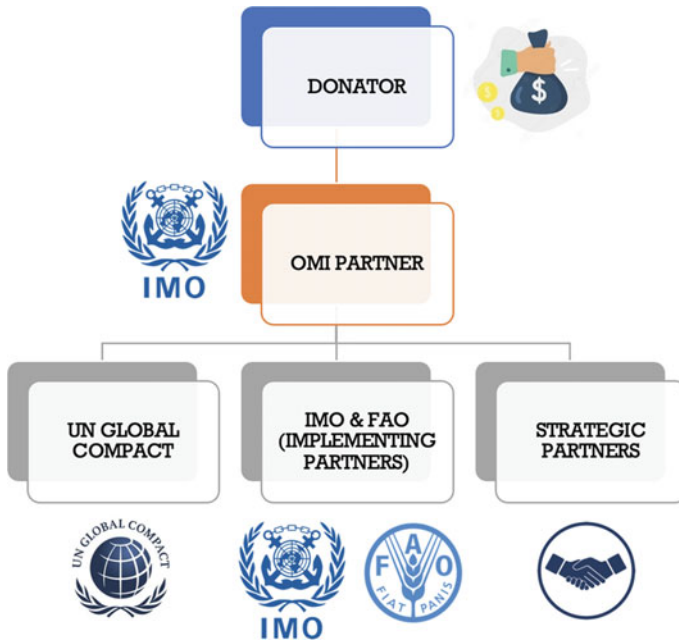 DONATOR
$
$
$
IMO
OMI PARTNER
UN GLOBAL
COMPACT
IMO & FAO
(IMPLEMENTING
PARTNERS)
STRATEGIC
PARTNERS
UN GLOBAL COMPACT
IMO
FAO
FIAT PANIS